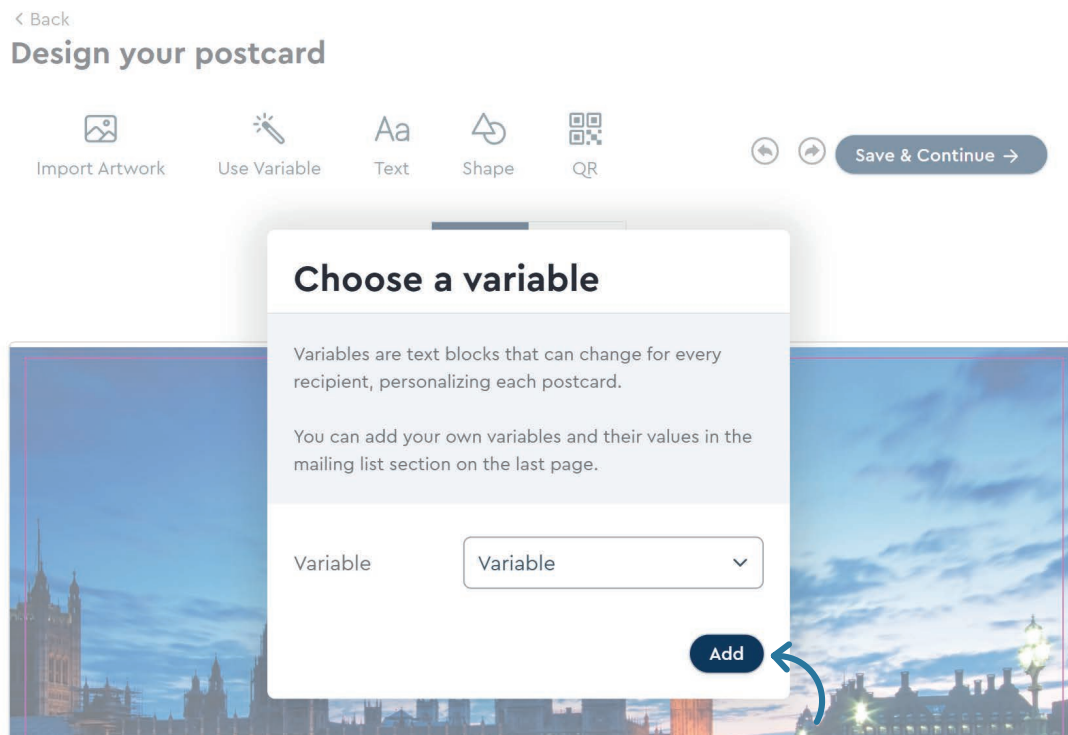 Back
Design your postcard
Import Artwork
Use Variable
Aa
Text
Shape
QR
Save & Continue →
Choose a variable
Variables are text blocks that can change for every
recipient, personalizing each postcard.
You can add your own variables and their values in the
mailing list section on the last page.
Variable
Variable
Add